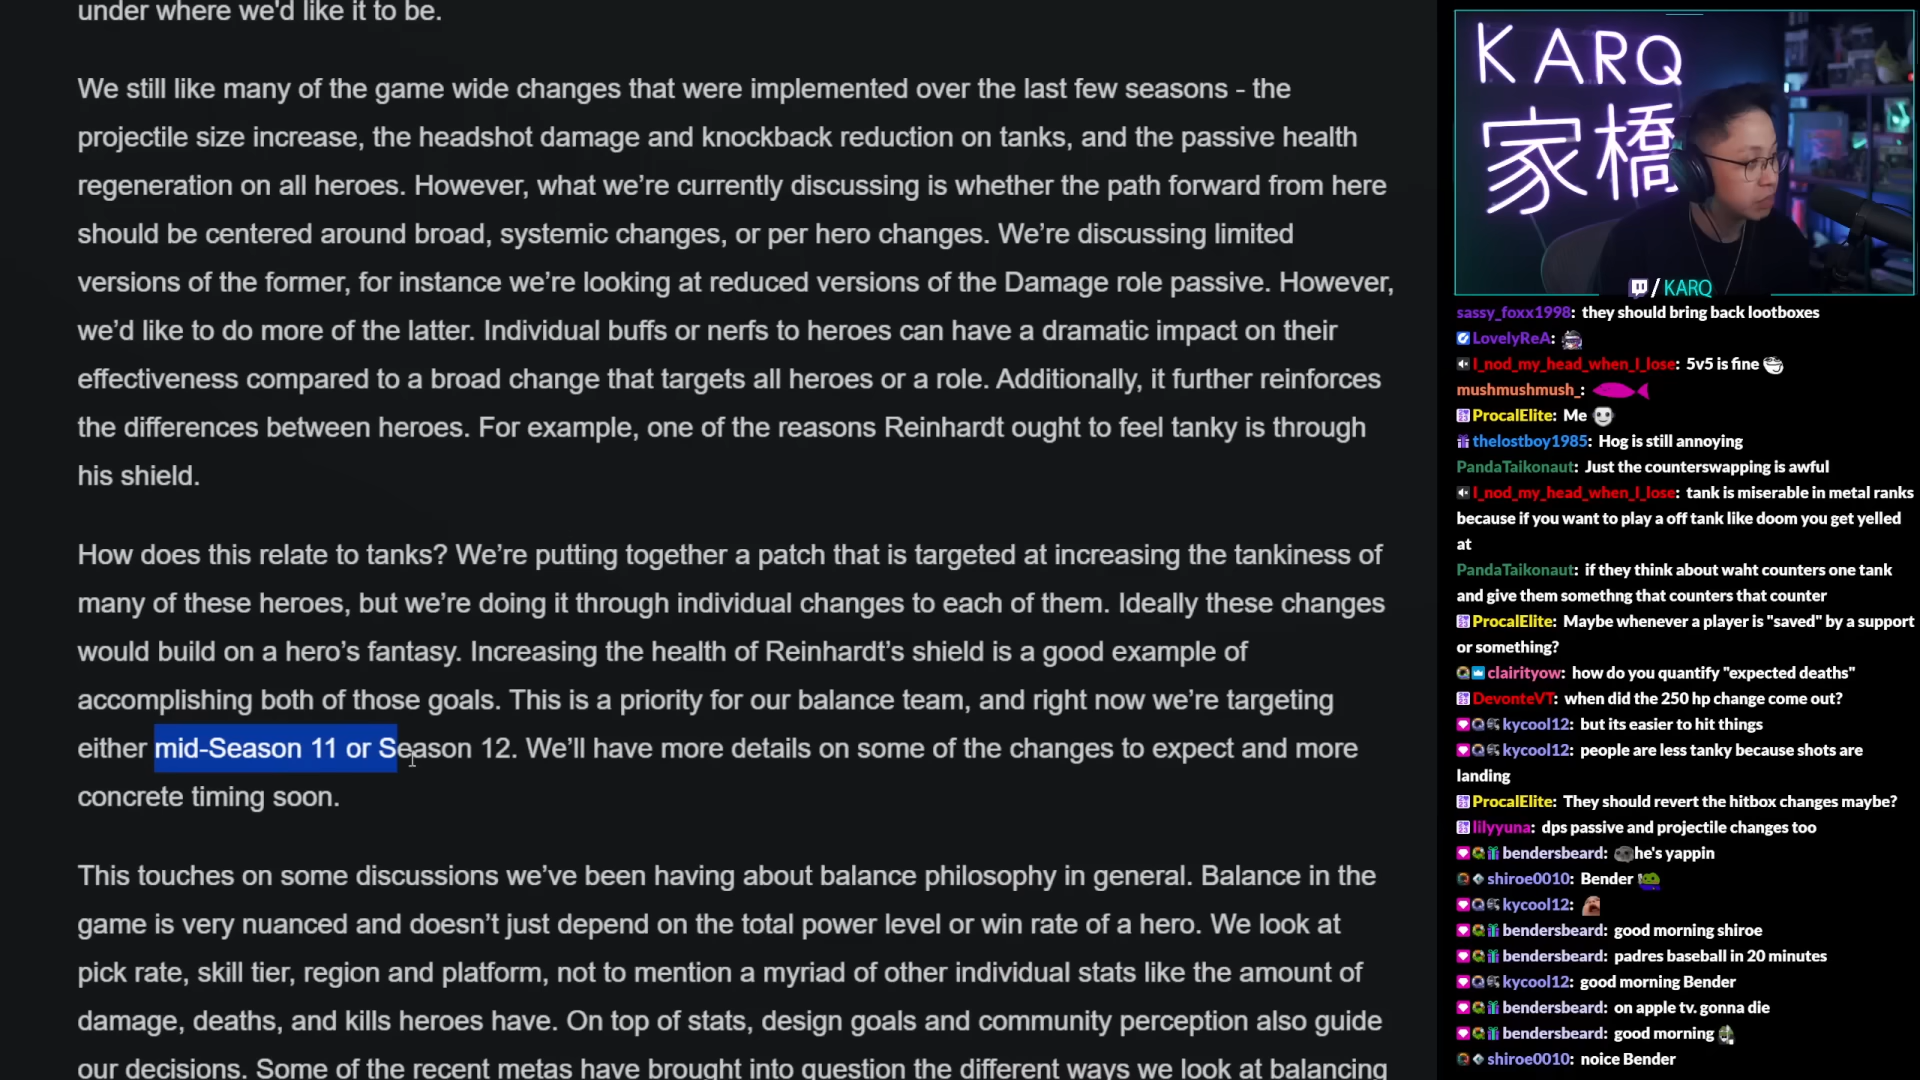 under where we'd like it to be.
We still like many of the game wide changes that were implemented over the last few seasons - the
projectile size increase, the headshot damage and knockback reduction on tanks, and the passive health
regeneration on all heroes. However, what we’re currently discussing is whether the path forward from here
should be centered around broad, systemic changes, or per hero changes. We’re discussing limited
versions of the former, for instance we’re looking at reduced versions of the Damage role passive. However,
we’d like to do more of the latter. Individual buffs or nerfs to heroes can have a dramatic impact on their
effectiveness compared to a broad change that targets all heroes or a role. Additionally, it further reinforces
the differences between heroes. For example, one of the reasons Reinhardt ought to feel tanky is through
his shield.
How does this relate to tanks? We’re putting together a patch that is targeted at increasing the tankiness of
many of these heroes, but we’re doing it through individual changes to each of them. Ideally these changes
would build on a hero’s fantasy. Increasing the health of Reinhardt’s shield is a good example of
accomplishing both of those goals. This is a priority for our balance team, and right now we’re targeting
either mid-Season 11 or Season 12. We’ll have more details on some of the changes to expect and more
concrete timing soon.
This touches on some discussions we’ve been having about balance philosophy in general. Balance in the
game is very nuanced and doesn’t just depend on the total power level or win rate of a hero. We look at
pick rate, skill tier, region and platform, not to mention a myriad of other individual stats like the amount of
damage, deaths, and kills heroes have. On top of stats, design goals and community perception also guide
our decisions. Some of the recent metas have brought into question the different ways we look at balancing
KARQ
家橋
/ KARQ
sassy_foxx1998: they should bring back lootboxes
LovelyReA:
I_nod_my_head_when_I_lose: 5v5 is fine
mushmushmush_:
ProcalElite: Me
thelostboy1985: Hog is still annoying
PandaTaikonaut: Just the counterswapping is awful
I_nod_my_head_when_I_lose: tank is miserable in metal ranks
because if you want to play a off tank like doom you get yelled
at
PandaTaikonaut: if they think about waht counters one tank
and give them somethng that counters that counter
ProcalElite: Maybe whenever a player is "saved" by a support
or something?
clairityow: how do you quantify "expected deaths"
DevonteVT: when did the 250 hp change come out?
kycool12: but its easier to hit things
kycool12: people are less tanky because shots are
landing
ProcalElite: They should revert the hitbox changes maybe?
lilyyuna: dps passive and projectile changes too
bendersbeard: he's yappin
shiroe0010: Bender
kycool12:
bendersbeard: good morning shiroe
bendersbeard: padres baseball in 20 minutes
kycool12: good morning Bender
bendersbeard: on apple tv. gonna die
bendersbeard: good morning
shiroe0010: noice Bender